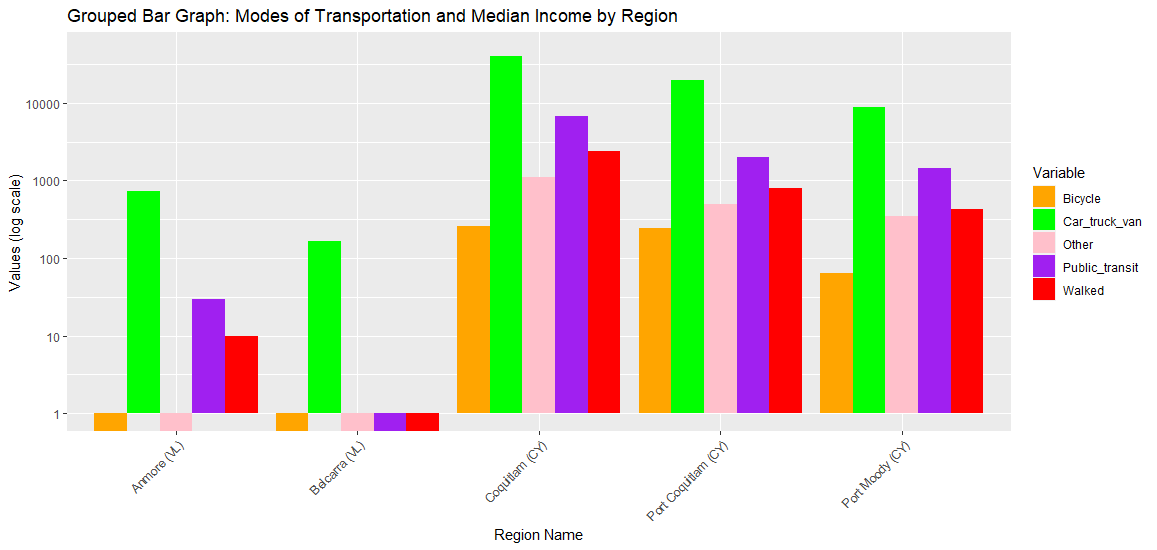 Grouped Bar Graph: Modes of Transportation and Median Income by Region
Values (log scale)
10000
1000
100
10
1
Anmore (VL)
Belcarra (VL)
Coquitlam (CY)
Port Coquitlam (CY)
Port Moody (CY)
Region Name
Variable
Bicycle
Car_truck_van
Other
Public_transit
Walked